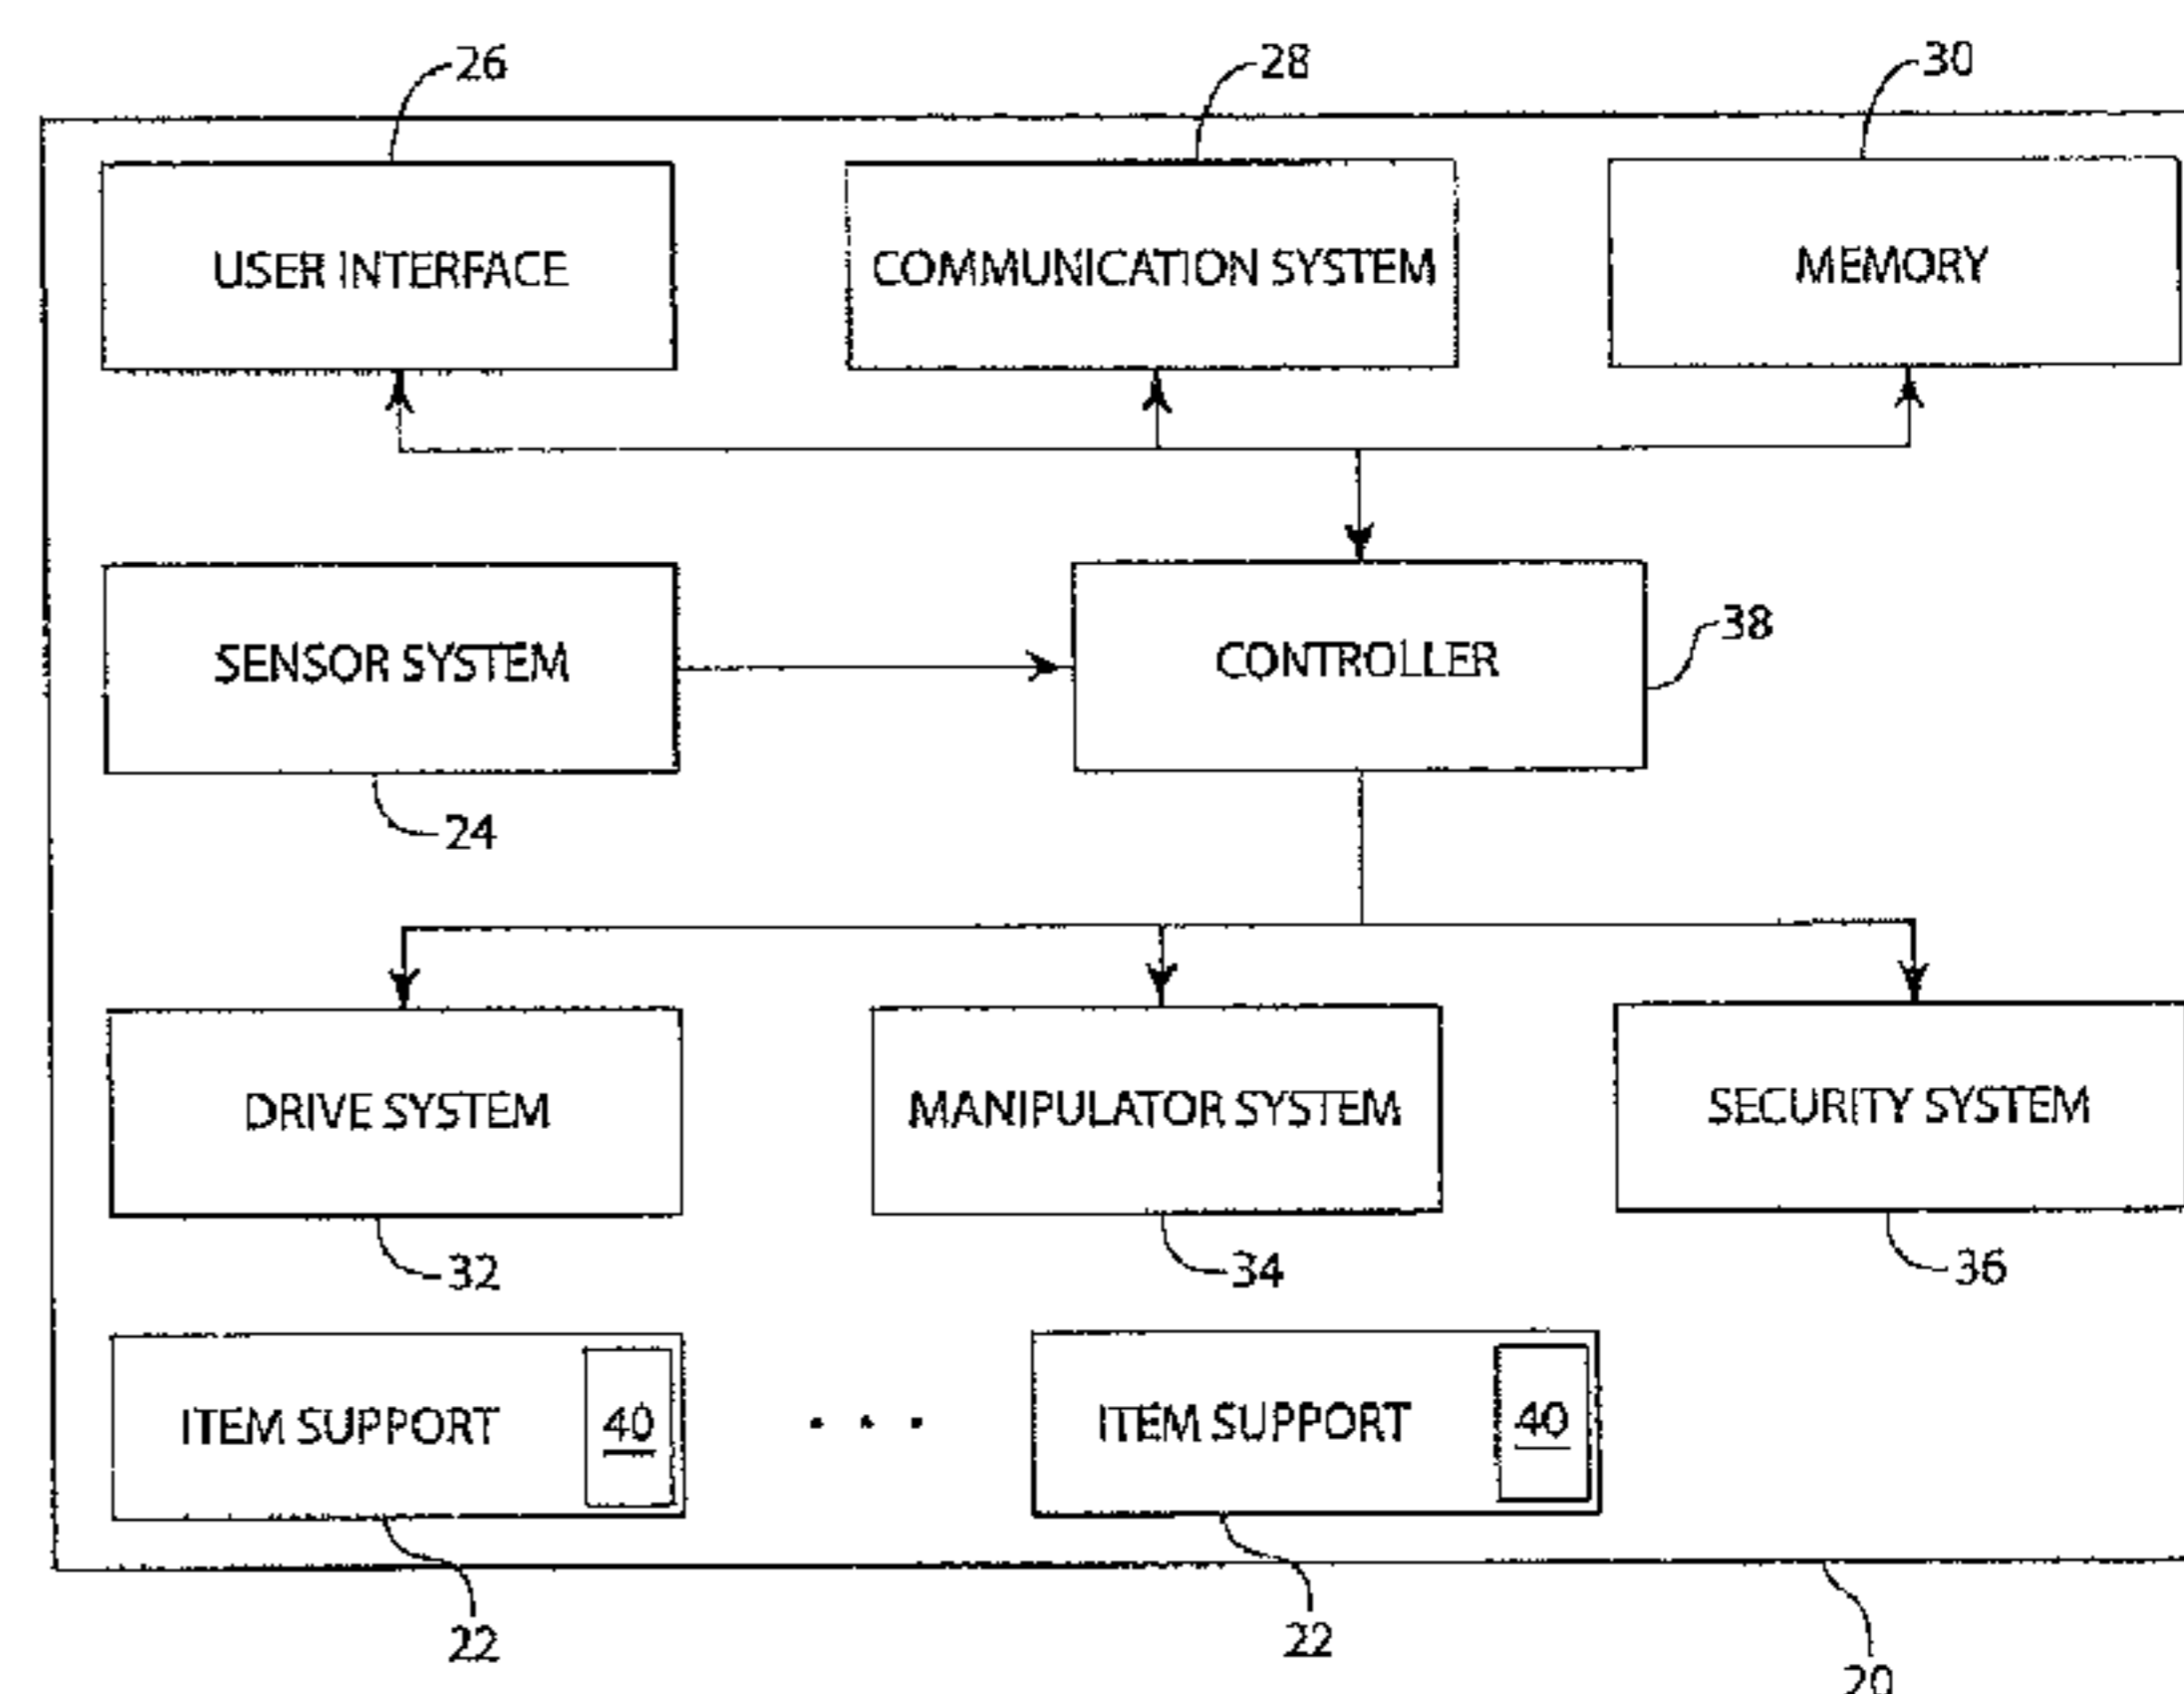 26
28
30
USER INTERFACE
COMMUNICATION SYSTEM
MEMORY
SENSOR SYSTEM
CONTROLLER
38
24
DRIVE SYSTEM
MANIPULATOR SYSTEM
SECURITY SYSTEM
32
34
36
ITEM SUPPORT
40
. . .
ITEM SUPPORT
40
22
22
20